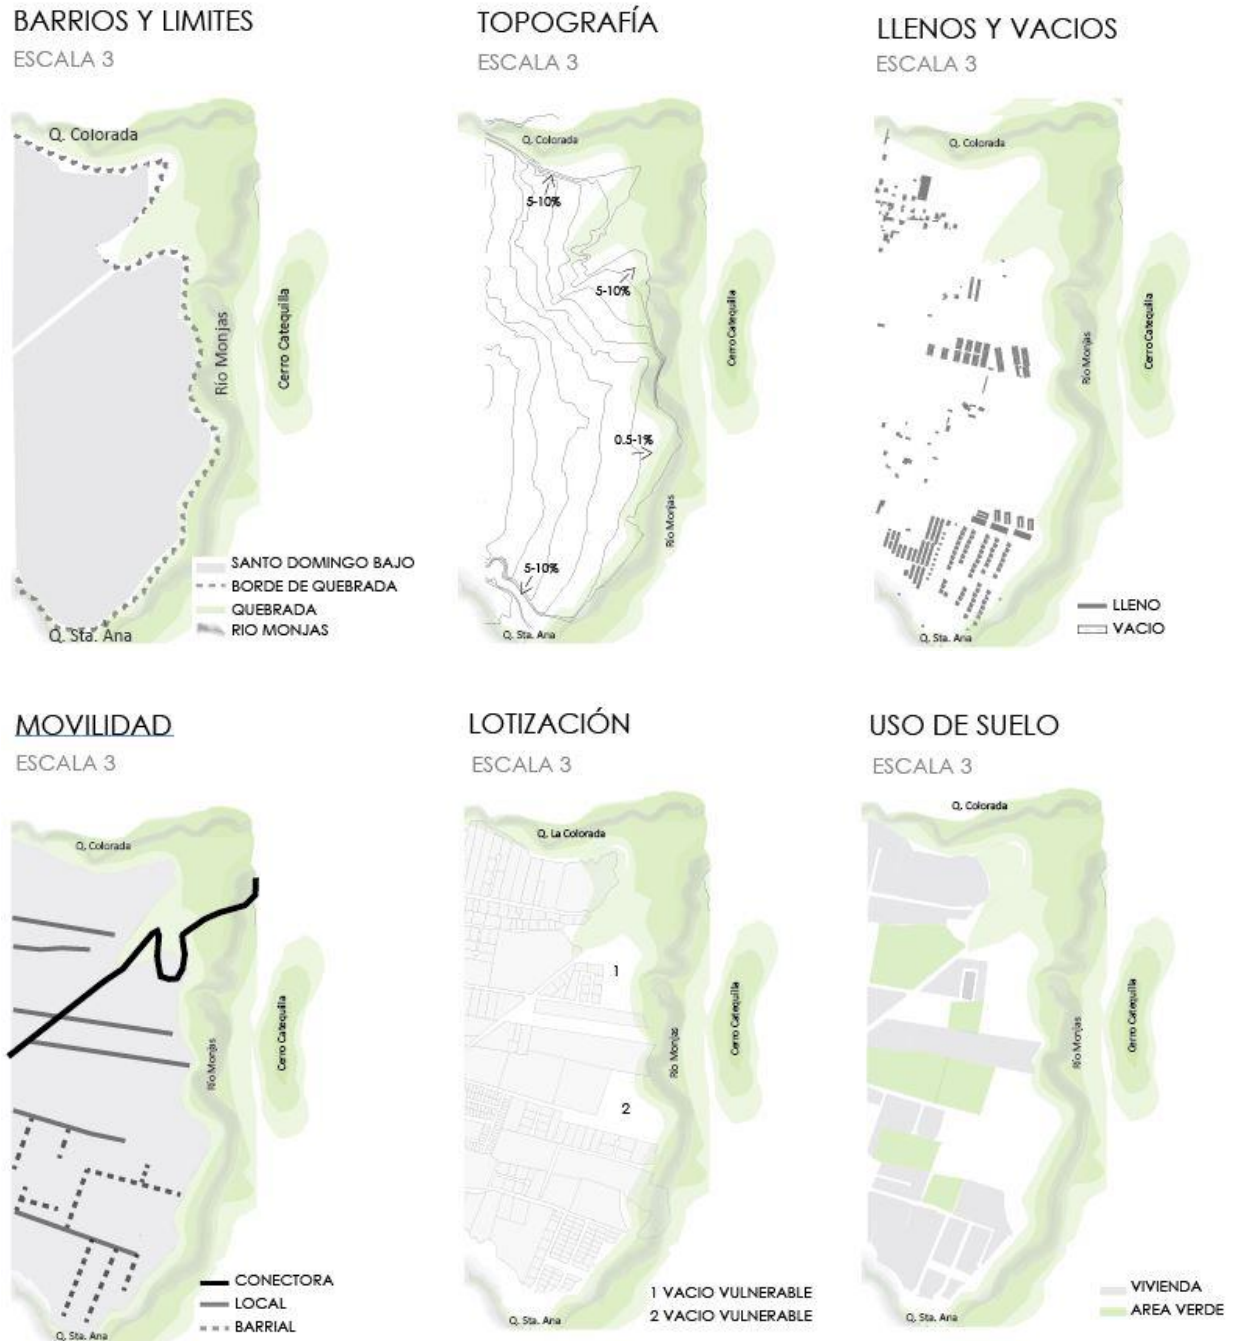 BARRIOS Y LIMITES
ESCALA 3
Q. Colorada
Río Monjas
Cerro Catequilla
SANTO DOMINGO BAJO
BORDE DE QUEBRADA
QUEBRADA
RIO MONJAS
Q. Sta. Ana
TOPOGRAFÍA
ESCALA 3
Q. Colorada
5-10%
5-10%
Cerro Catequilla
0.5-1%
Río Monjas
5-10%
Q. Sta. Ana
LLENOS Y VACIOS
ESCALA 3
Q. Colorada
Cerro Catequilla
Río Monjas
LLENO
VACIO
Q. Sta. Ana
MOVILIDAD
ESCALA 3
Q. Colorada
Cerro Catequilla
Río Monjas
CONECTORA
LOCAL
BARRIAL
Q. Sta. Ana
LOTIZACIÓN
ESCALA 3
Q. La Colorada
1
Cerro Catequilla
Río Monjas
2
1 VACIO VULNERABLE
2 VACIO VULNERABLE
Q. Sta. Ana
USO DE SUELO
ESCALA 3
Q. Colorada
Cerro Catequilla
Río Monjas
VIVIENDA
AREA VERDE
Q. Sta. Ana